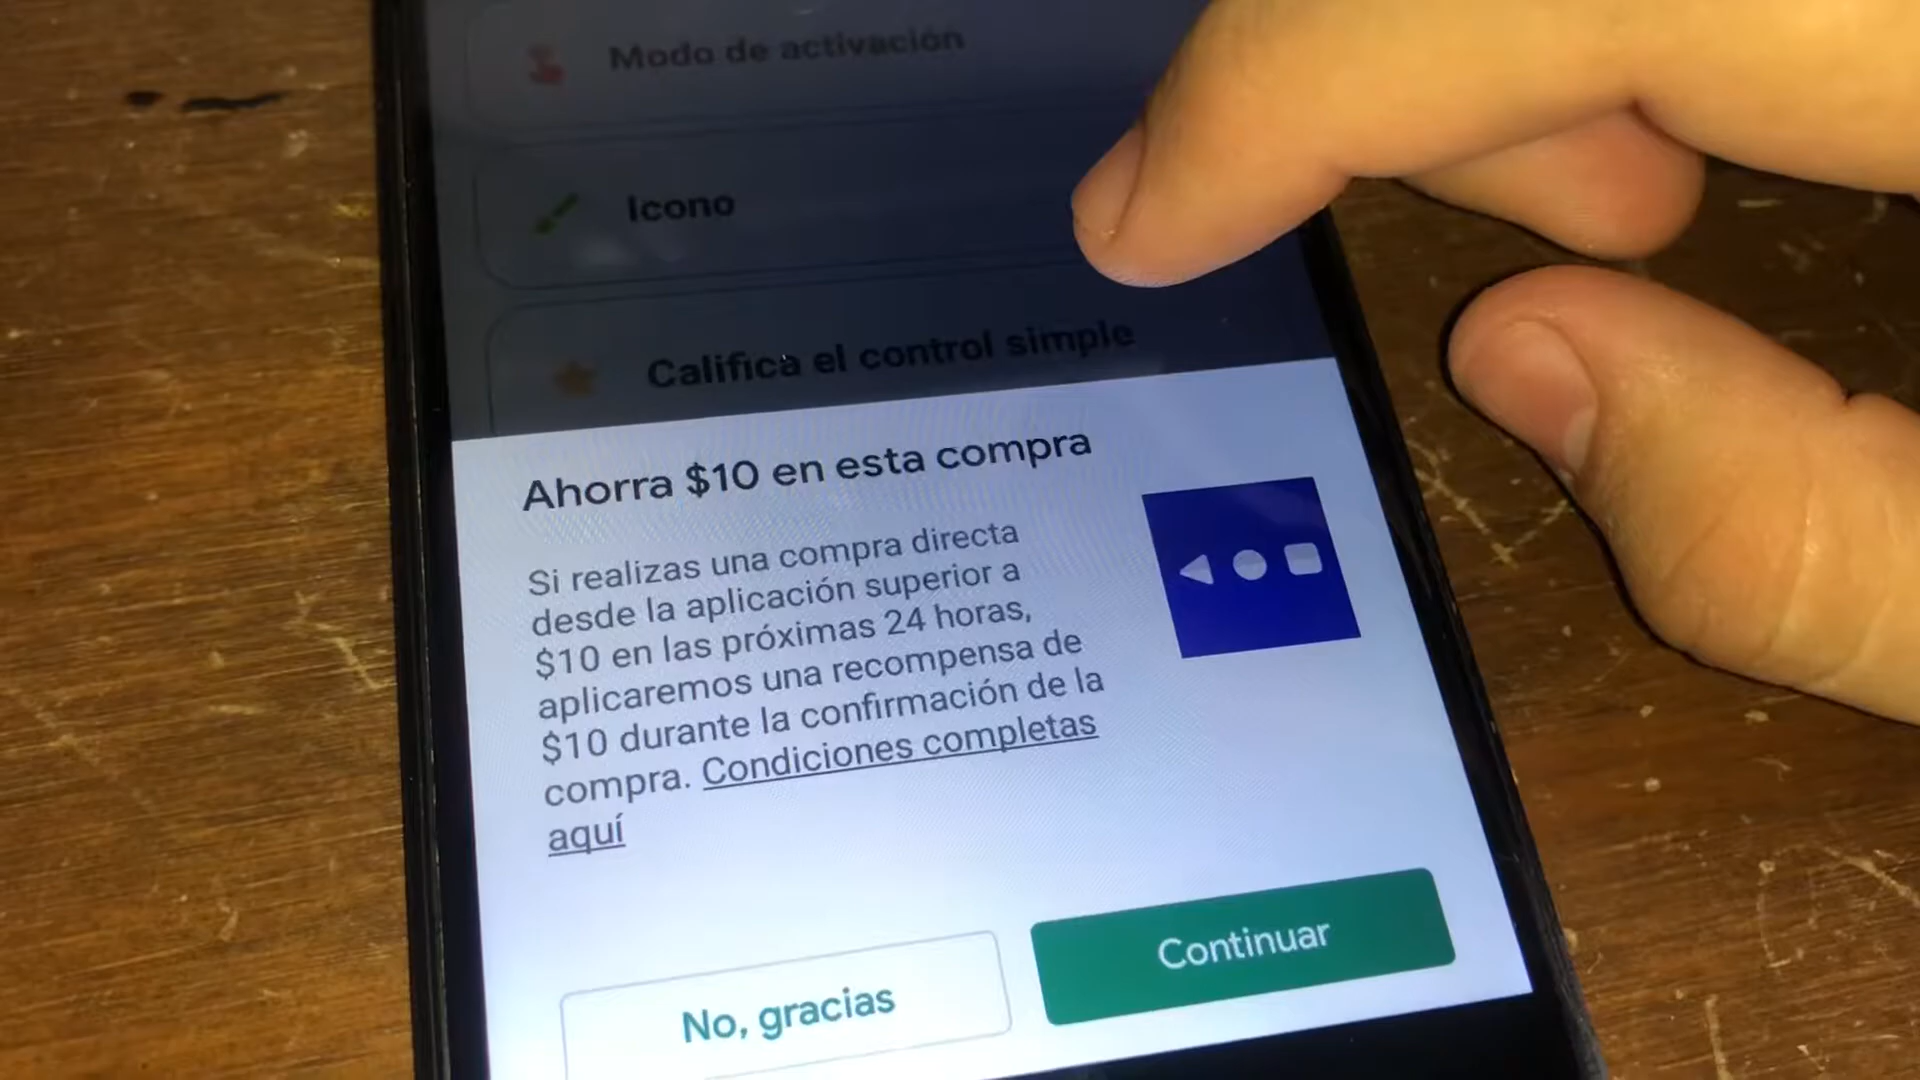 Modo de activación
Icono
Califica el control simple
Ahorra $10 en esta compra
Si realizas una compra directa
desde la aplicación superior a
$10 en las próximas 24 horas,
aplicaremos una recompensa de
$10 durante la confirmación de la
compra. Condiciones completas
aquí
No, gracias
Continuar